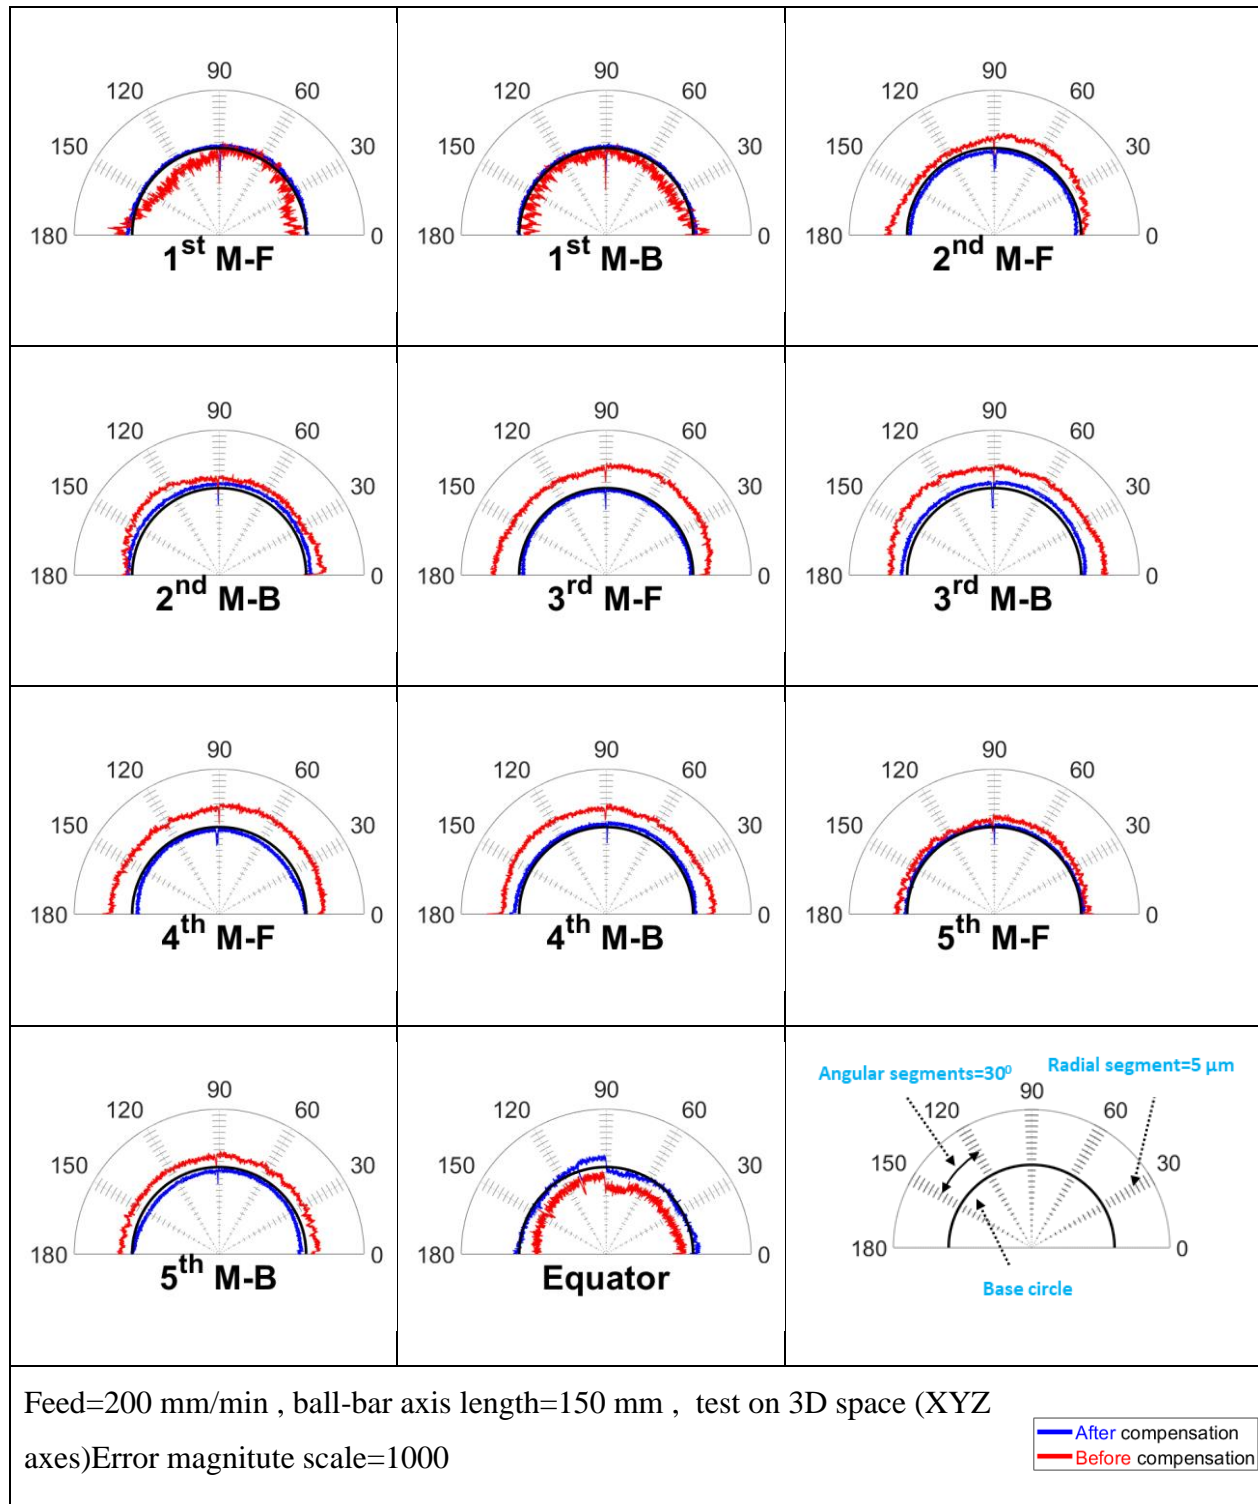 90
120 60
150 30
180 0
1st M-F
90
120 60
150 30
180 0
1st M-B
90
120 60
150 30
180 0
2nd M-F
90
120 60
150 30
180 0
2nd M-B
90
120 60
150 30
180 0
3rd M-F
90
120 60
150 30
180 0
3rd M-B
90
120 60
150 30
180 0
4th M-F
90
120 60
150 30
180 0
4th M-B
90
120 60
150 30
180 0
5th M-F
90
120 60
150 30
180 0
5th M-B
90
120 60
150 30
180 0
Equator
Angular segments=30⁰ Radial segment=5 µm
90
120 60
150 30
180 0
Base circle
Feed=200 mm/min , ball-bar axis length=150 mm , test on 3D space (XYZ
axes)Error magnitute scale=1000
After compensation
Before compensation